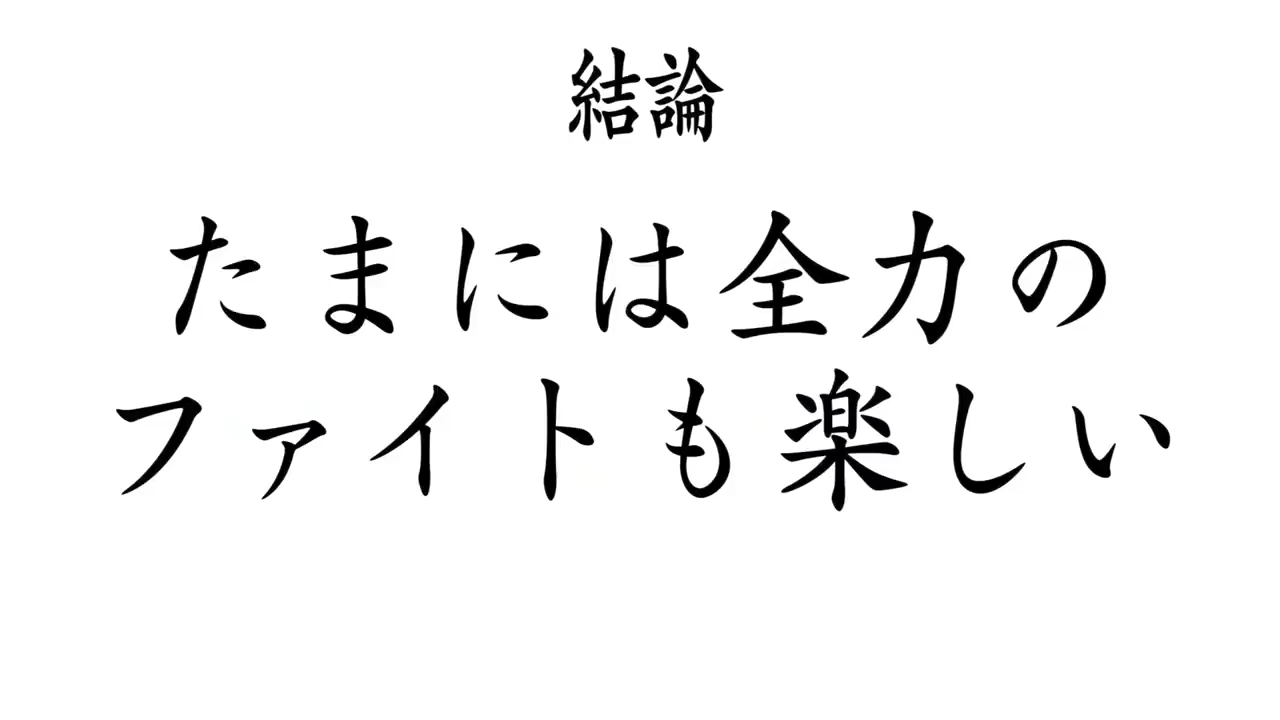 結論
たまには全力の
ファイトも楽しい